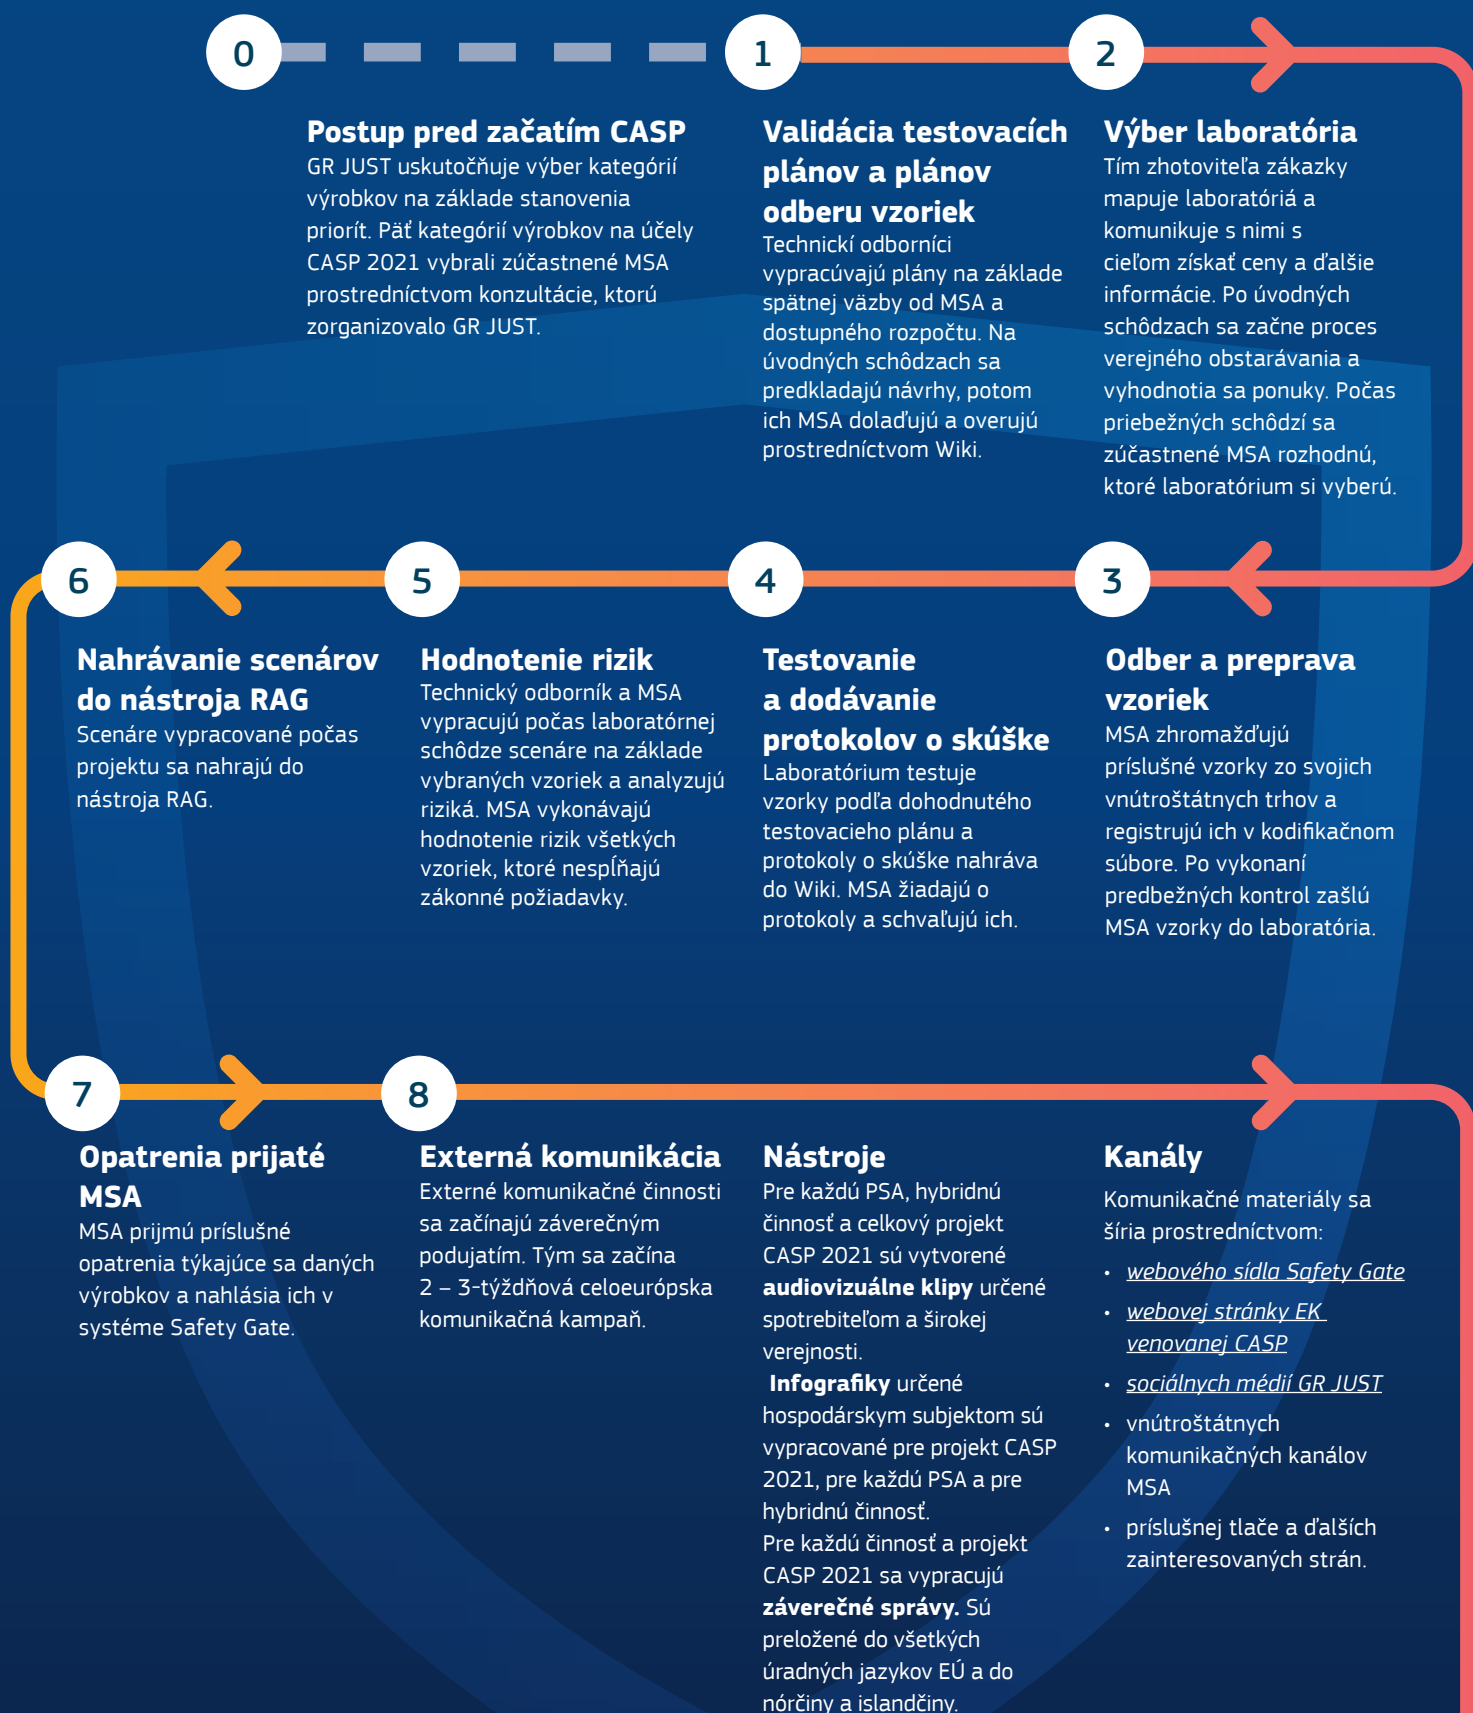 0
Postup pred začatím CASP
GR JUST uskutočňuje výber kategórií
výrobkov na základe stanovenia
priorít. Päť kategórií výrobkov na účely
CASP 2021 vybrali zúčastnené MSA
prostredníctvom konzultácie, ktorú
zorganizovalo GR JUST.
1
Validácia testovacích
plánov a plánov
odberu vzoriek
Technickí odborníci
vypracúvajú plány na základe
spätnej väzby od MSA a
dostupného rozpočtu. Na
úvodných schôdzach sa
predkladajú návrhy, potom
ich MSA dolaďujú a overujú
prostredníctvom Wiki.
2
Výber laboratória
Tím zhotoviteľa zákazky
mapuje laboratóriá a
komunikuje s nimi s
cieľom získať ceny a ďalšie
informácie. Po úvodných
schôdzach sa začne proces
verejného obstarávania a
vyhodnotia sa ponuky. Počas
priebežných schôdzí sa
zúčastnené MSA rozhodnú,
ktoré laboratórium si vyberú.
3
Odber a preprava
vzoriek
MSA zhromažďujú
príslušné vzorky zo svojich
vnútroštátnych trhov a
registrujú ich v kodifikačnom
súbore. Po vykonaní
predbežných kontrol zašlú
MSA vzorky do laboratória.
4
Testovanie
a dodávanie
protokolov o skúške
Laboratórium testuje
vzorky podľa dohodnutého
testovacieho plánu a
protokoly o skúške nahráva
do Wiki. MSA žiadajú o
protokoly a schvaľujú ich.
5
Hodnotenie rizik
Technický odborník a MSA
vypracujú počas laboratórnej
schôdze scenáre na základe
vybraných vzoriek a analyzujú
riziká. MSA vykonávajú
hodnotenie rizik všetkých
vzoriek, ktoré nespĺňajú
zákonné požiadavky.
6
Nahrávanie scenárov
do nástroja RAG
Scenáre vypracované počas
projektu sa nahrajú do
nástroja RAG.
7
Opatrenia prijaté
MSA
MSA prijmú príslušné
opatrenia týkajúce sa daných
výrobkov a nahlásia ich v
systéme Safety Gate.
8
Externá komunikácia
Externé komunikačné činnosti
sa začínajú záverečným
podujatím. Tým sa začína
2 – 3-týždňová celoeurópska
komunikačná kampaň.
Nástroje
Pre každú PSA, hybridnú
činnosť a celkový projekt
CASP 2021 sú vytvorené
audiovizuálne klipy určené
spotrebiteľom a širokej
verejnosti.
Infografiky určené
hospodárskym subjektom sú
vypracované pre projekt CASP
2021, pre každú PSA a pre
hybridnú činnosť.
Pre každú činnosť a projekt
CASP 2021 sa vypracujú
záverečné správy. Sú
preložené do všetkých
úradných jazykov EÚ a do
nórčiny a islandčiny.
Kanály
Komunikačné materiály sa
šíria prostredníctvom:
• webového sídla Safety Gate
• webovej stránky EK
venovanej CASP
• sociálnych médií GR JUST
• vnútroštátnych
komunikačných kanálov
MSA
• príslušnej tlače a ďalších
zainteresovaných strán.